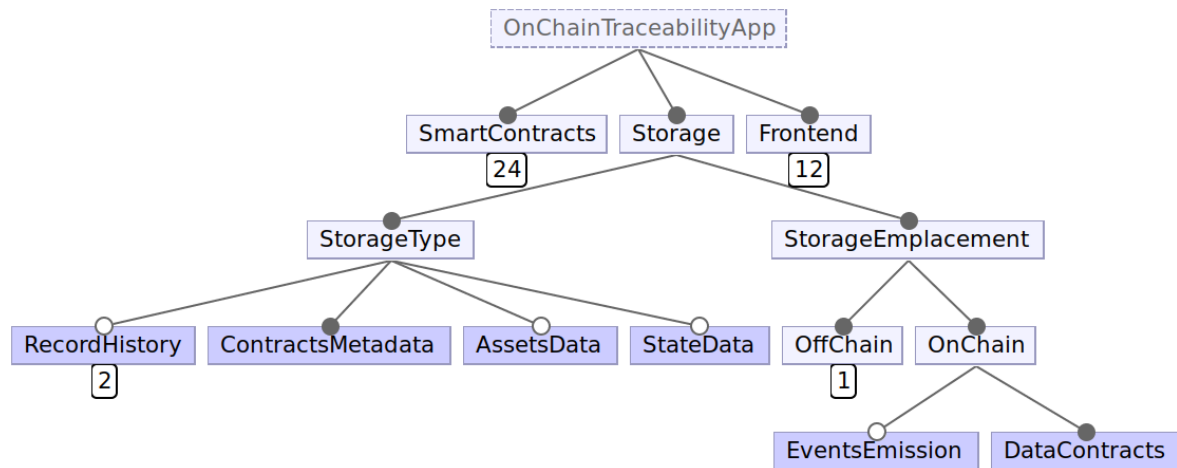 OnChainTraceabilityApp
SmartContracts Storage Frontend
24 12
StorageType StorageEmplacement
RecordHistory ContractsMetadata AssetsData StateData OffChain OnChain
2 1
EventsEmission DataContracts